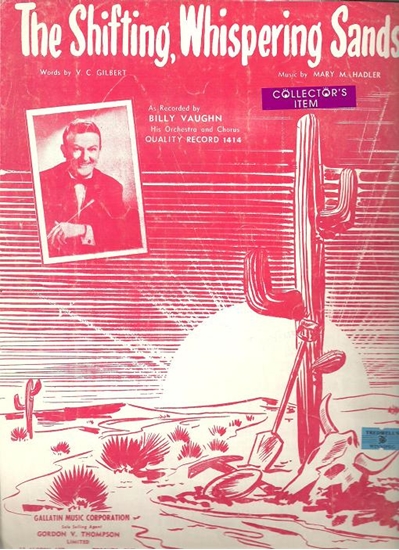 The Shifting, Whispering Sands
Words by V. C. GILBERT
Music by MARY M. HADLER
COLLECTOR'S
ITEM
As Recorded by
BILLY VAUGHN
His Orchestra and Chorus
QUALITY RECORD 1414
GALLATIN MUSIC CORPORATION
Sole Selling Agent
GORDON V. THOMPSON
LIMITED